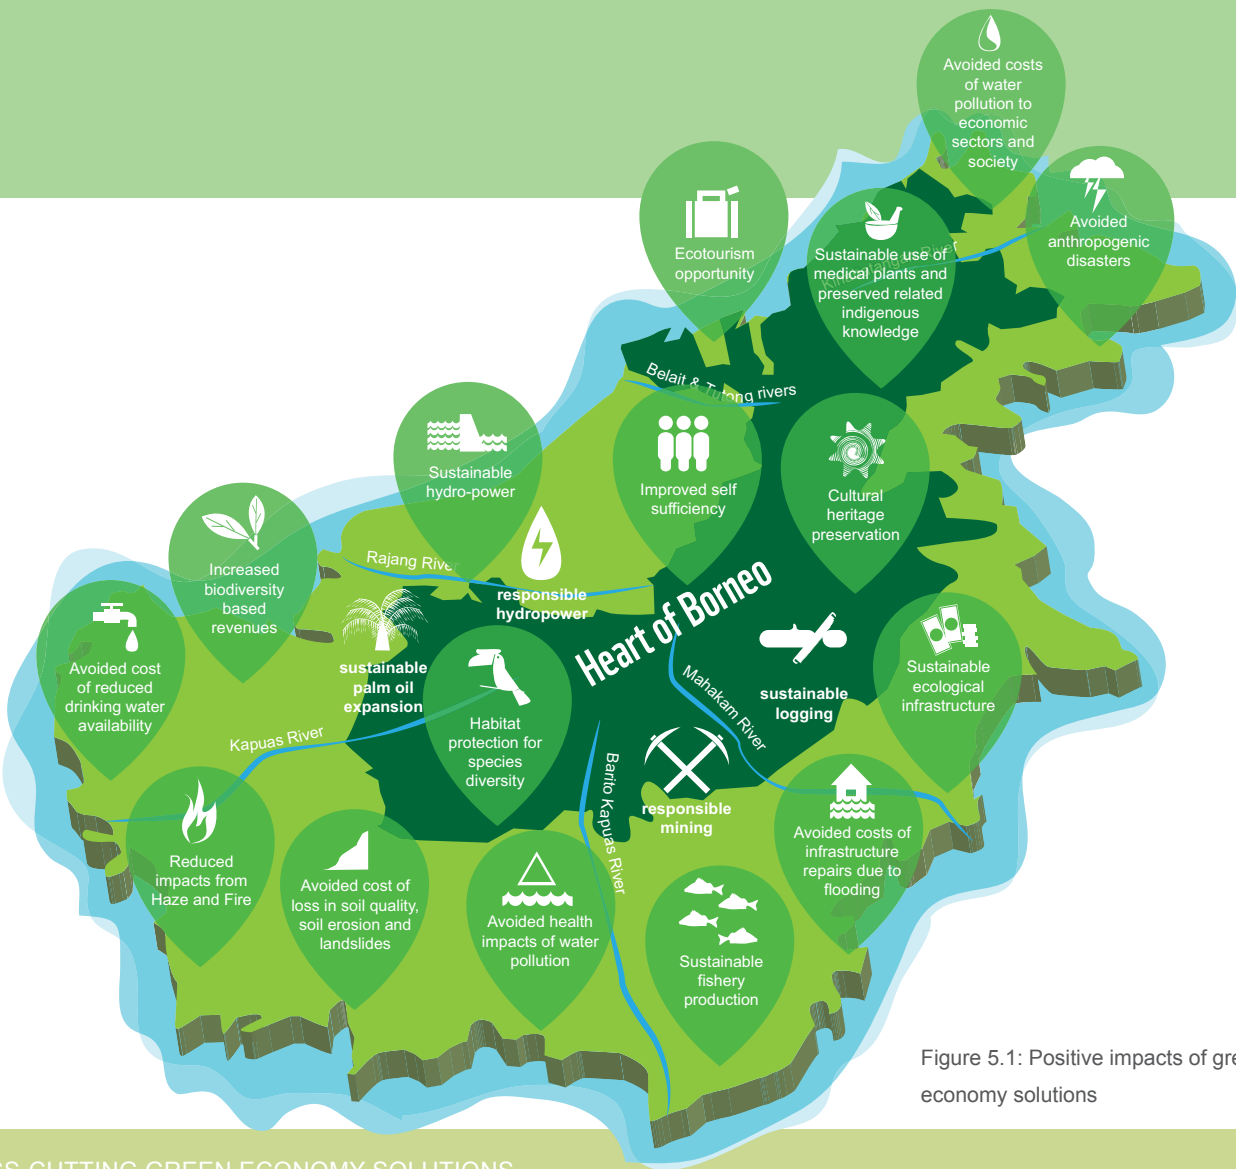 Avoided costs
of water
pollution to
economic
sectors and
society
Avoided
anthropogenic
disasters
Ecotourism
opportunity
Sustainable use of
medical plants and
preserved related
indigenous
knowledge
River
Belait & Tutong rivers
Sustainable
hydro-power
Improved self
sufficiency
Cultural
heritage
preservation
Increased
biodiversity
based
revenues
Rajang River
responsible
hydropower
Heart of Borneo
Avoided cost
of reduced
drinking water
availability
sustainable
palm oil
expansion
Habitat
protection for
species
diversity
Mahakam River
sustainable
logging
Sustainable
ecological
infrastructure
Kapuas River
Barito Kapuas River
responsible
mining
Avoided costs of
infrastructure
repairs due to
flooding
Reduced
impacts from
Haze and Fire
Avoided cost of
loss in soil quality,
soil erosion and
landslides
Avoided health
impacts of water
pollution
Sustainable
fishery
production
Figure 5.1: Positive impacts of gre
economy solutions
CUTTING GREEN ECONOMY SOLUTIONS